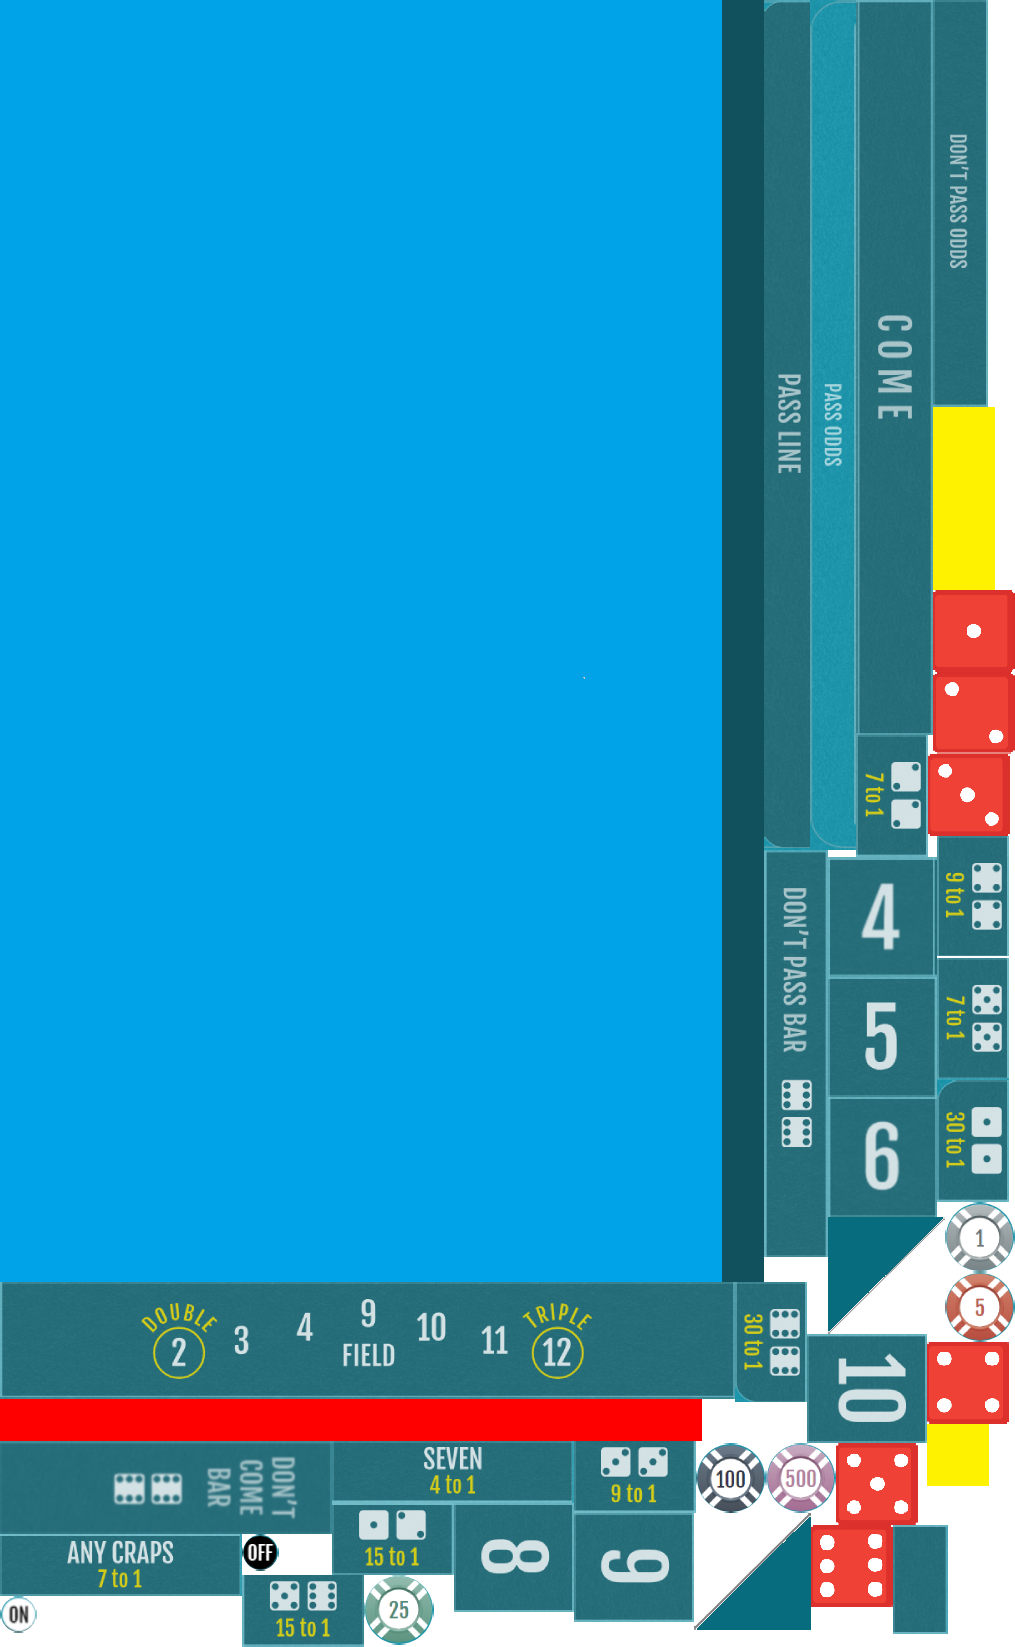 DON'T PASS ODDS
COME
PASS LINE
PASS ODDS
7 to 1
9 to 1
4
DON'T PASS BAR
7 to 1
5
30 to 1
6
1
5
DOUBLE
2
3
4
9
10
11
TRIPLE
12
FIELD
30 to 1
10
DON'T
COME
BAR
SEVEN
4 to 1
9 to 1
100
500
ANY CRAPS
7 to 1
OFF
15 to 1
8
9
ON
15 to 1
25